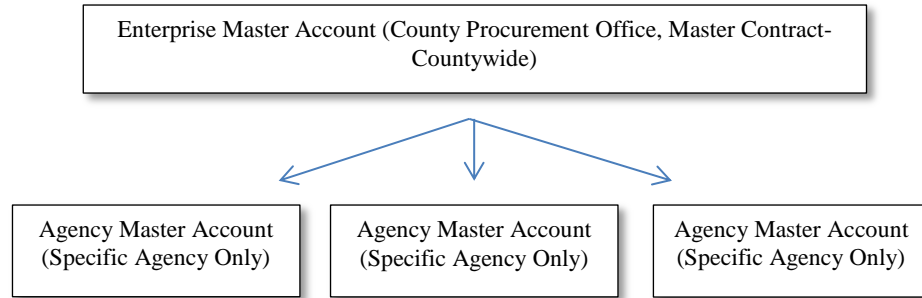 Enterprise Master Account (County Procurement Office, Master Contract-
Countywide)
Agency Master Account
(Specific Agency Only)
Agency Master Account
(Specific Agency Only)
Agency Master Account
(Specific Agency Only)